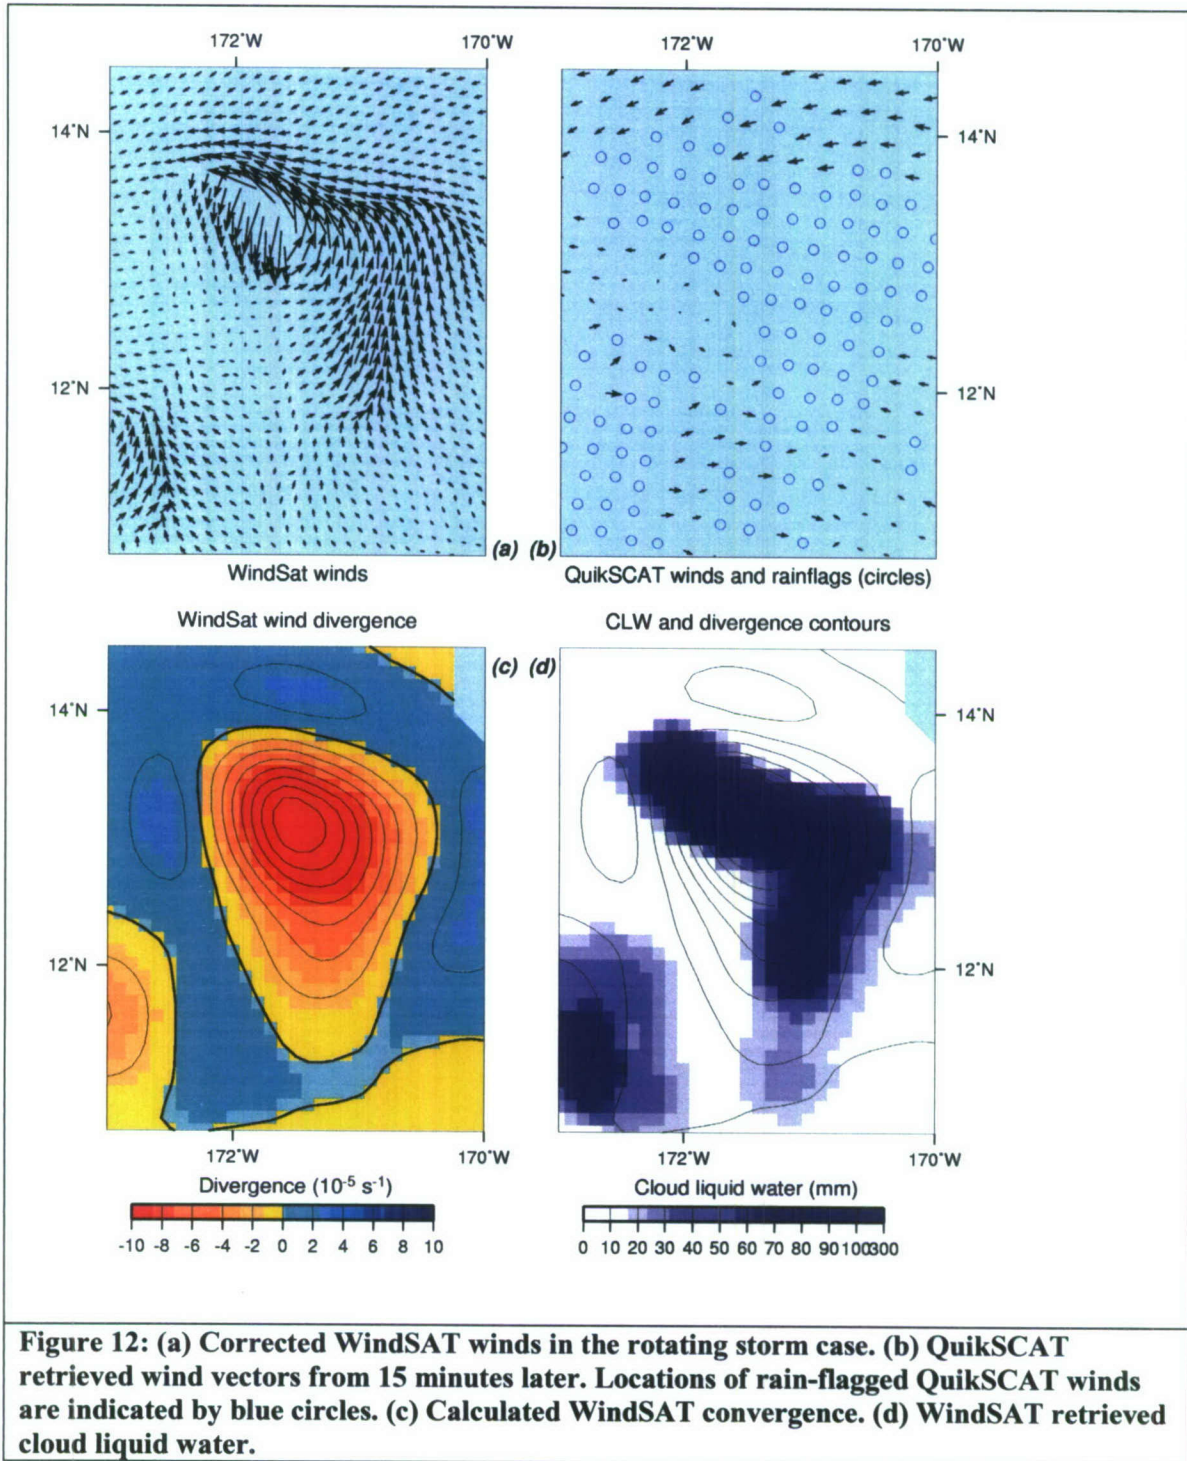 172°W 170°W 172°W 170°W
14°N 14°N
12°N 12°N
(a) (b)
WindSat winds QuikSCAT winds and rainflags (circles)
WindSat wind divergence CLW and divergence contours
(c) (d)
14°N 14°N
12°N 12°N
172°W 170°W 172°W 170°W
Divergence (10⁻⁵ s⁻¹) Cloud liquid water (mm)
-10 -8 -6 -4 -2 0 2 4 6 8 10 0 10 20 30 40 50 60 70 80 90100300
Figure 12: (a) Corrected WindSAT winds in the rotating storm case. (b) QuikSCAT
retrieved wind vectors from 15 minutes later. Locations of rain-flagged QuikSCAT winds
are indicated by blue circles. (c) Calculated WindSAT convergence. (d) WindSAT retrieved
cloud liquid water.